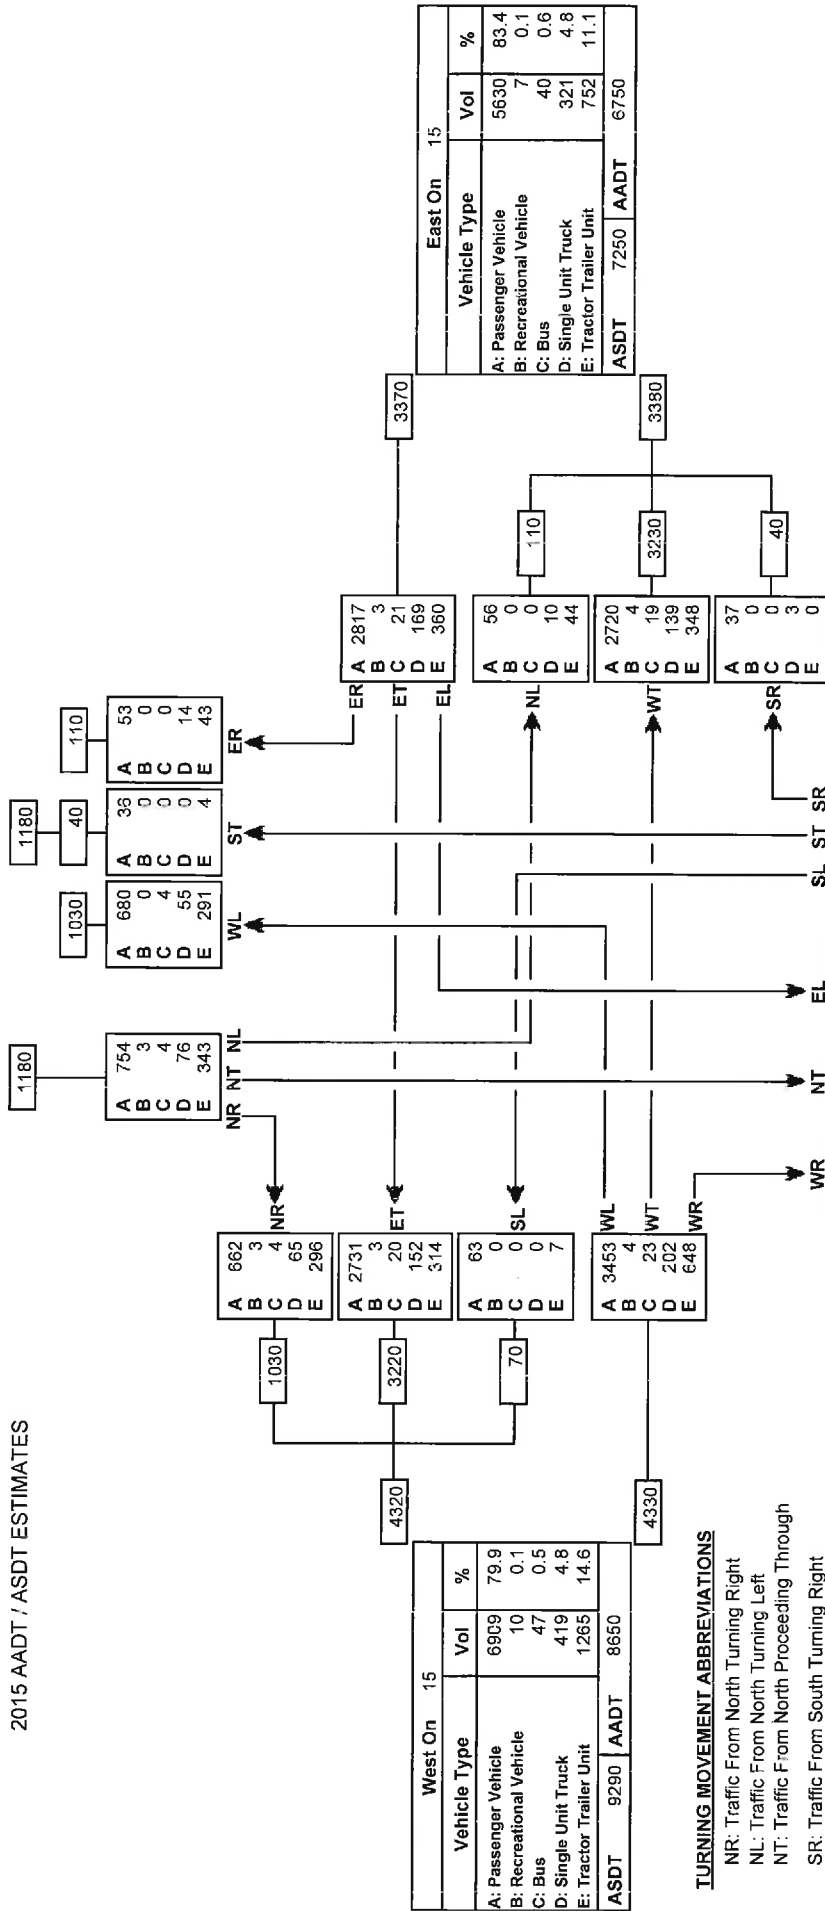 2015 AADT / ASDT ESTIMATES
1180
1180
1030
40
110
A 754
B 3
C 4
D 76
E 343
A 680
B 0
C 4
D 55
E 291
A 36
B 0
C 0
D 0
E 4
A 53
B 0
C 0
D 14
E 43
NR NT NL
WL
ST
ER
West On 15
Vehicle Type Vol %
A: Passenger Vehicle 6909 79.9
B: Recreational Vehicle 10 0.1
C: Bus 47 0.5
D: Single Unit Truck 419 4.8
E: Tractor Trailer Unit 1265 14.6
ASDT 9290 AADT 8650
4320
4330
1030
3220
70
A 662
B 3
C 4
D 65
E 296
NR
A 2731
B 3
C 20
D 152
E 314
ET
A 63
B 0
C 0
D 0
E 7
SL
A 3453
B 4
C 23
D 202
E 648
WL
WT
WR
ER
ET
EL
A 2817
B 3
C 21
D 169
E 360
3370
NL
A 56
B 0
C 0
D 10
E 44
110
WT
A 2720
B 4
C 19
D 139
E 348
3230
SR
A 37
B 0
C 0
D 3
E 0
40
3380
East On 15
Vehicle Type Vol %
A: Passenger Vehicle 5630 83.4
B: Recreational Vehicle 7 0.1
C: Bus 40 0.6
D: Single Unit Truck 321 4.8
E: Tractor Trailer Unit 752 11.1
ASDT 7250 AADT 6750
WR NT EL SL ST SR
TURNING MOVEMENT ABBREVIATIONS
NR: Traffic From North Turning Right
NL: Traffic From North Turning Left
NT: Traffic From North Proceeding Through
SR: Traffic From South Turning Right